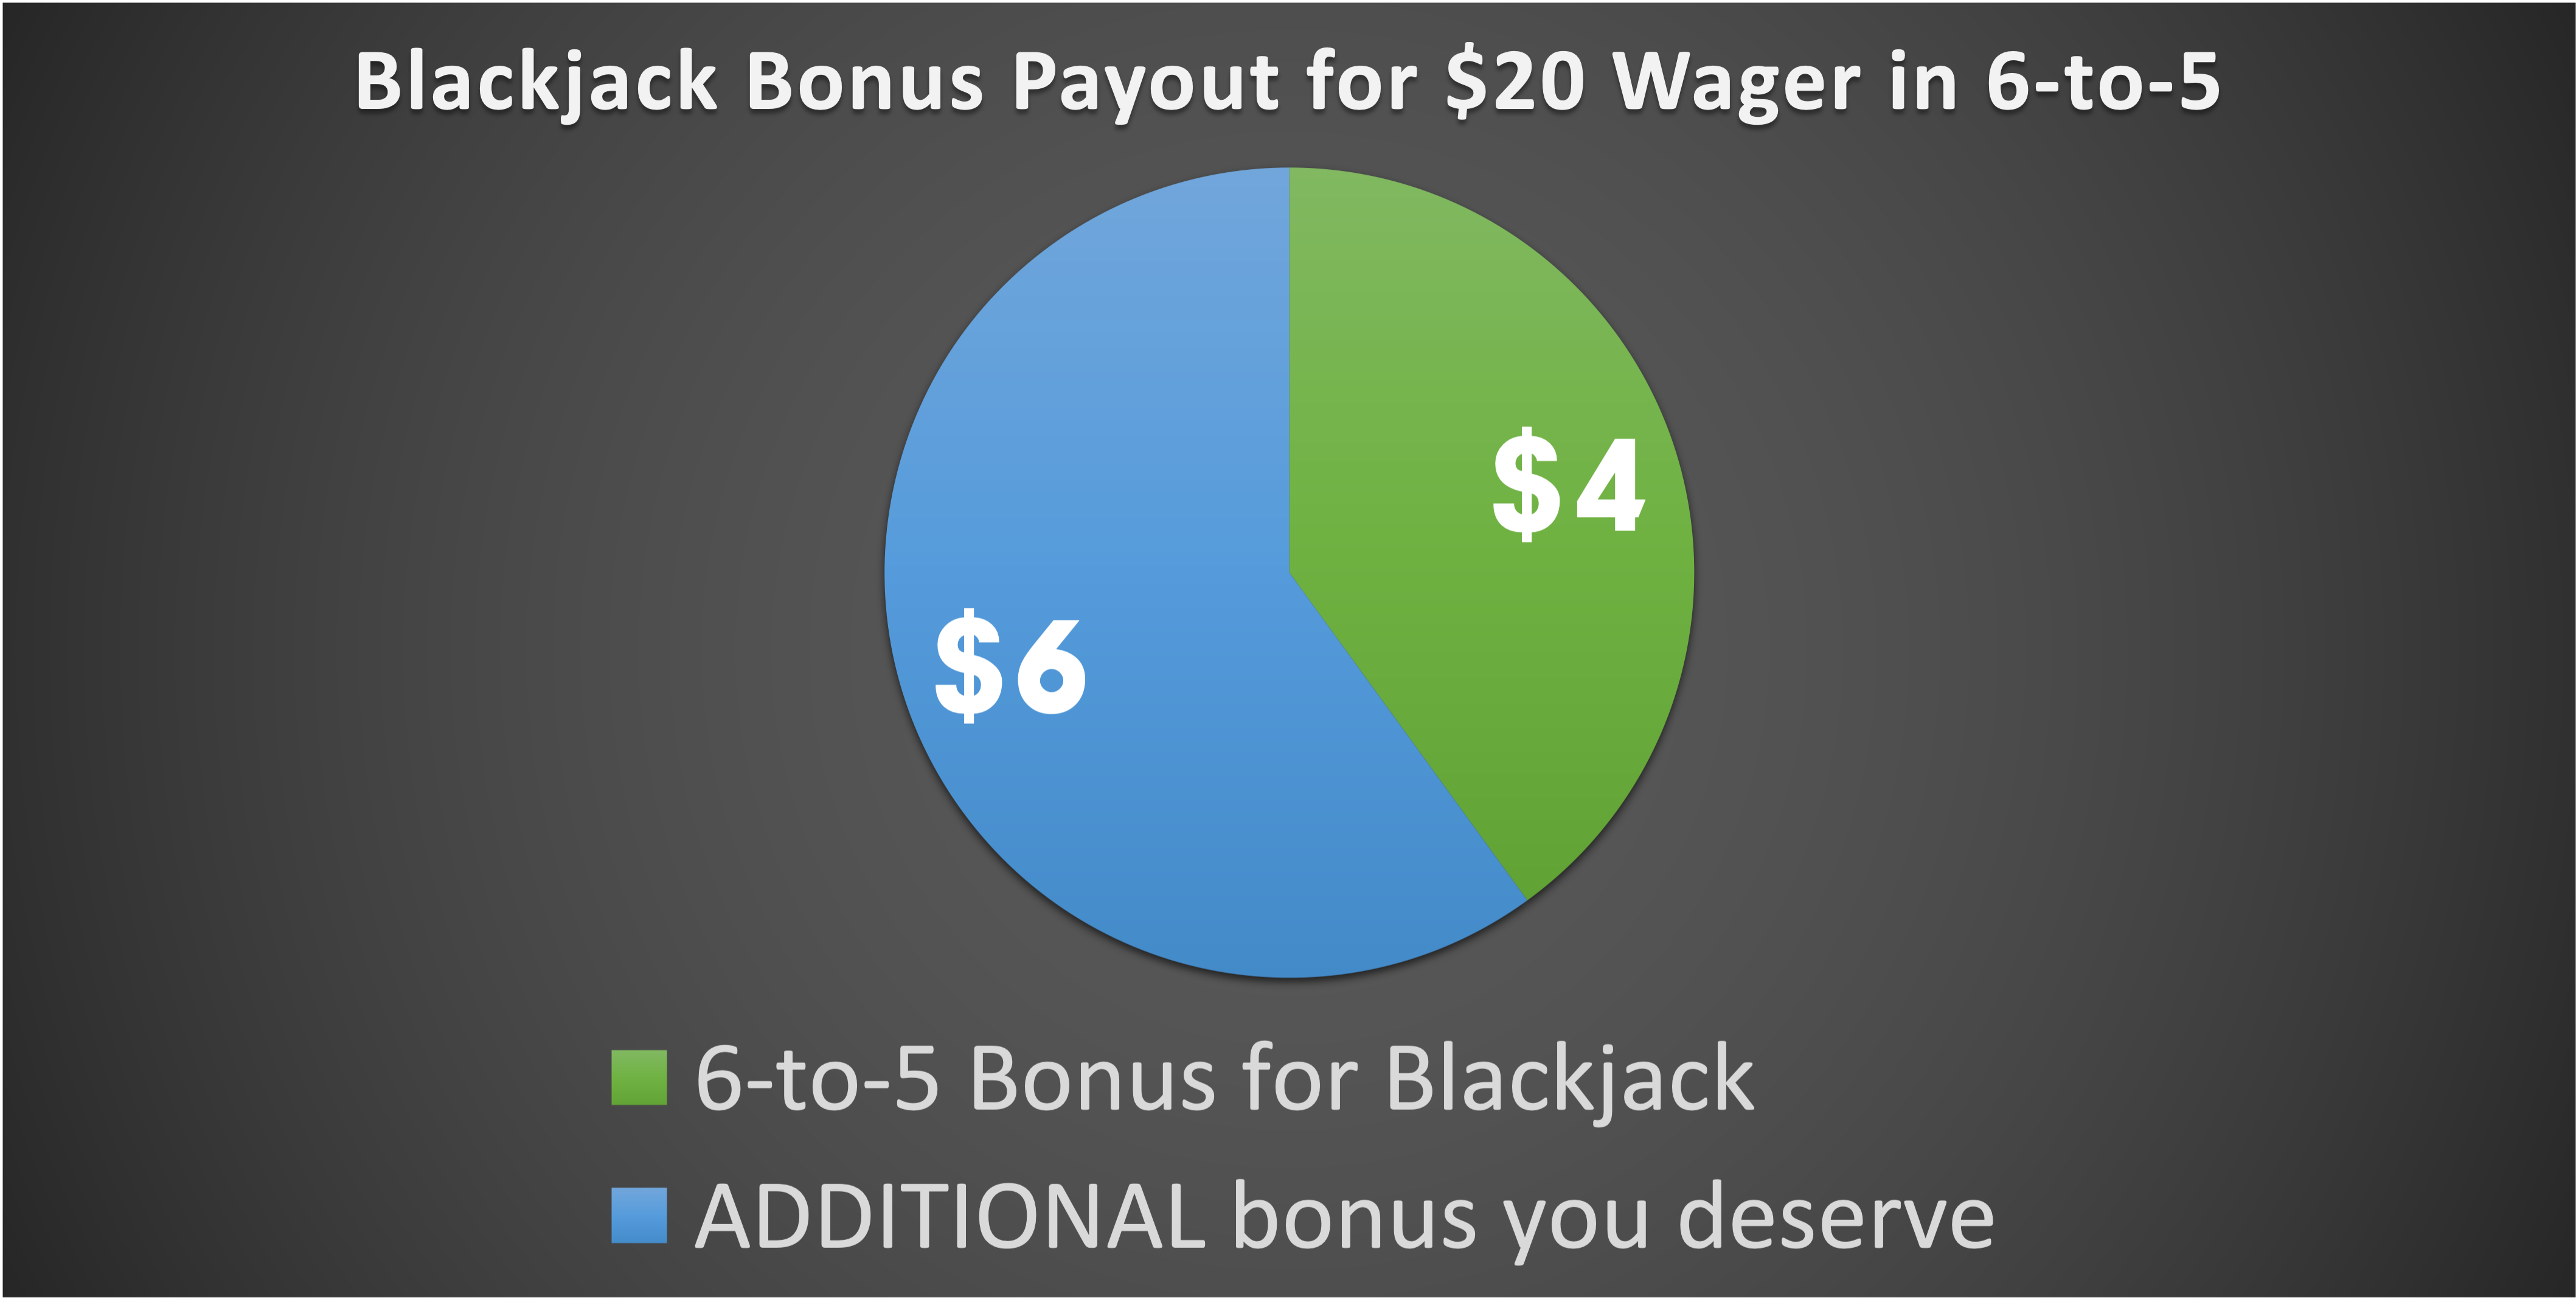 Blackjack Bonus Payout for $20 Wager in 6-to-5
$4
$6
6-to-5 Bonus for Blackjack
ADDITIONAL bonus you deserve